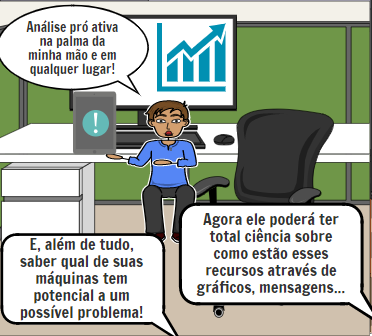 Análise pró ativa
na palma da
minha mão e em
qualquer lugar!
Agora ele poderá ter
total ciência sobre
como estão esses
recursos através de
gráficos, mensagens...
E, além de tudo,
saber qual de suas
máquinas tem
potencial a um
possível problema!